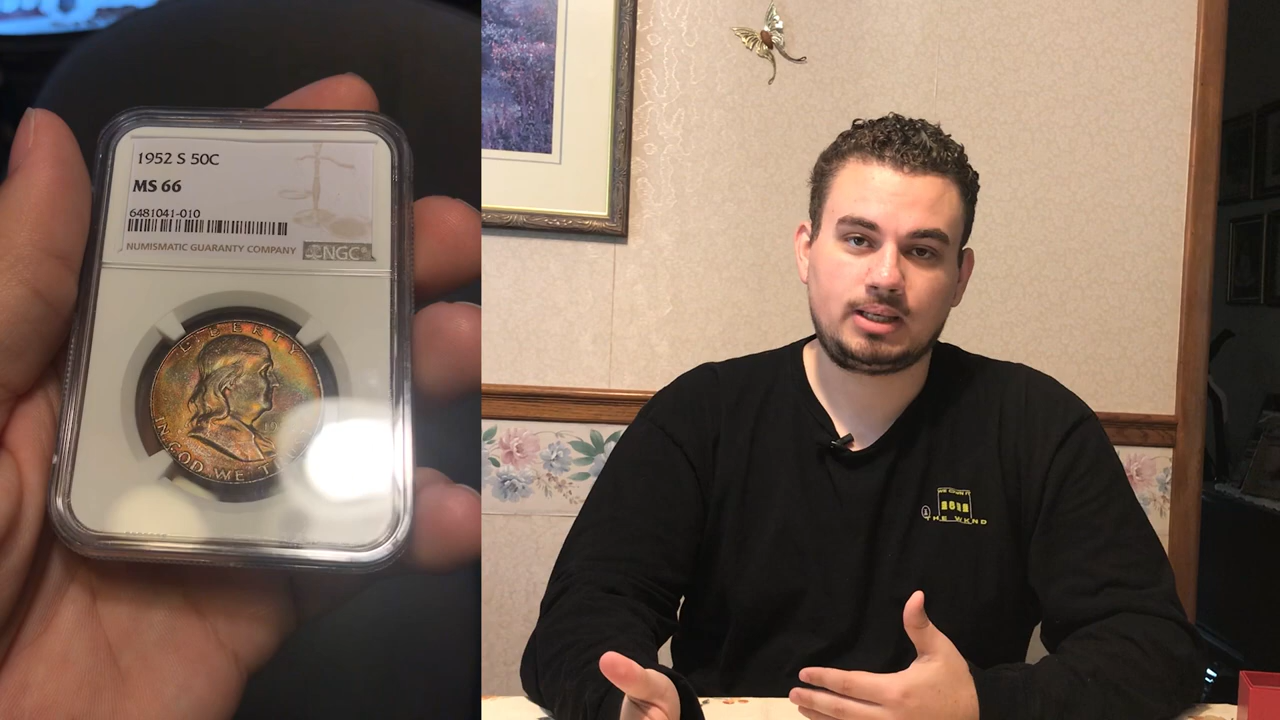 1952 S 50C
MS 66
6481041-010
NUMISMATIC GUARANTY COMPANY NGC
LIBERTY
IN GOD WE
THE WKND